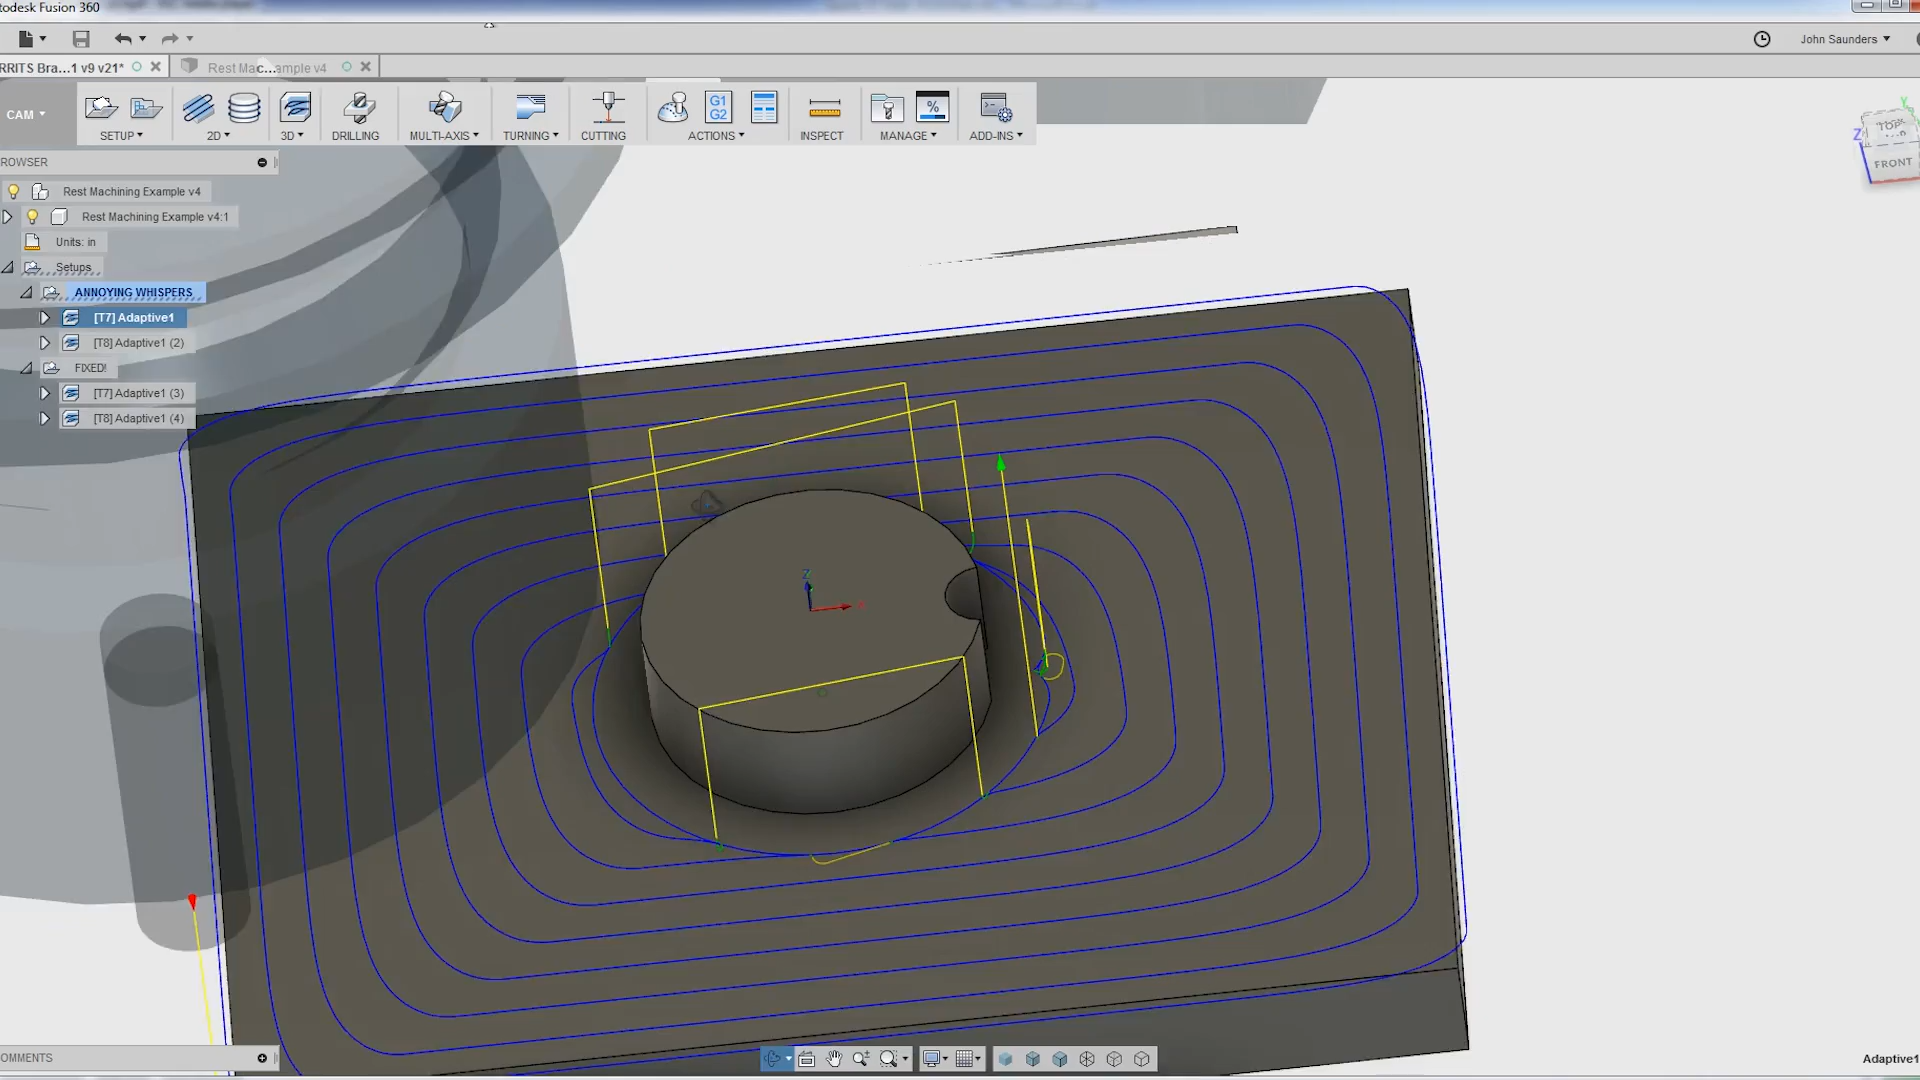 todesk Fusion 360
John Saunders
RRITS Bra...1 v9 v21*
Rest Mac...ample v4
CAM
G1
G2
%
SETUP
2D
3D
DRILLING
MULTI-AXIS
TURNING
CUTTING
ACTIONS
INSPECT
MANAGE
ADD-INS
Y
Z
TOP
FRONT
ROWSER
Rest Machining Example v4
Rest Machining Example v4:1
Units: in
Setups
ANNOYING WHISPERS
[T7] Adaptive1
[T8] Adaptive1 (2)
FIXED!
[T7] Adaptive1 (3)
[T8] Adaptive1 (4)
Z
X
OMMENTS
Adaptive1